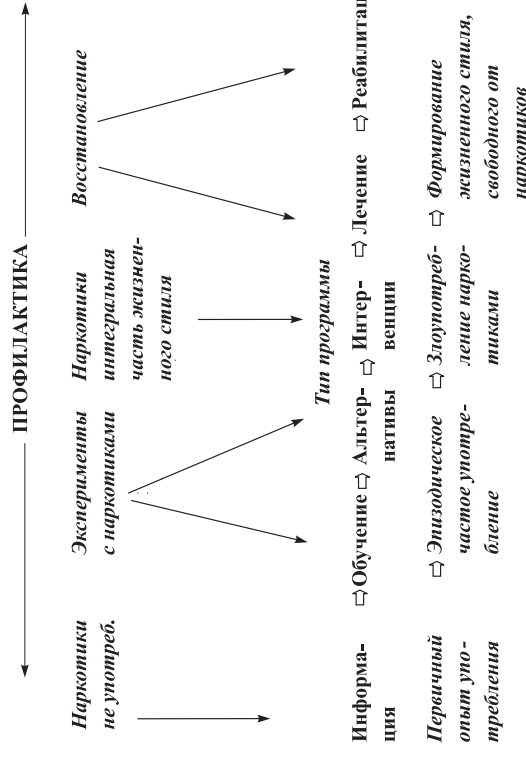 ПРОФИЛАКТИКА
Наркотики
не употреб.
Эксперименты
с наркотиками
Наркотики
интегральная
часть жизнен-
ного стиля
Восстановление
Тип программы
Информа-
ция
⇨Обучение
⇨ Альтер-
нативы
⇨ Интер-
венции
⇨ Лечение
⇨ Реабилитац
Первичный
опыт упо-
требления
⇨ Эпизодическое
частое употре-
бление
⇨ Злоупотреб-
ление нарко-
тиками
⇨ Формирование
жизненного стиля,
свободного от
наркотиков